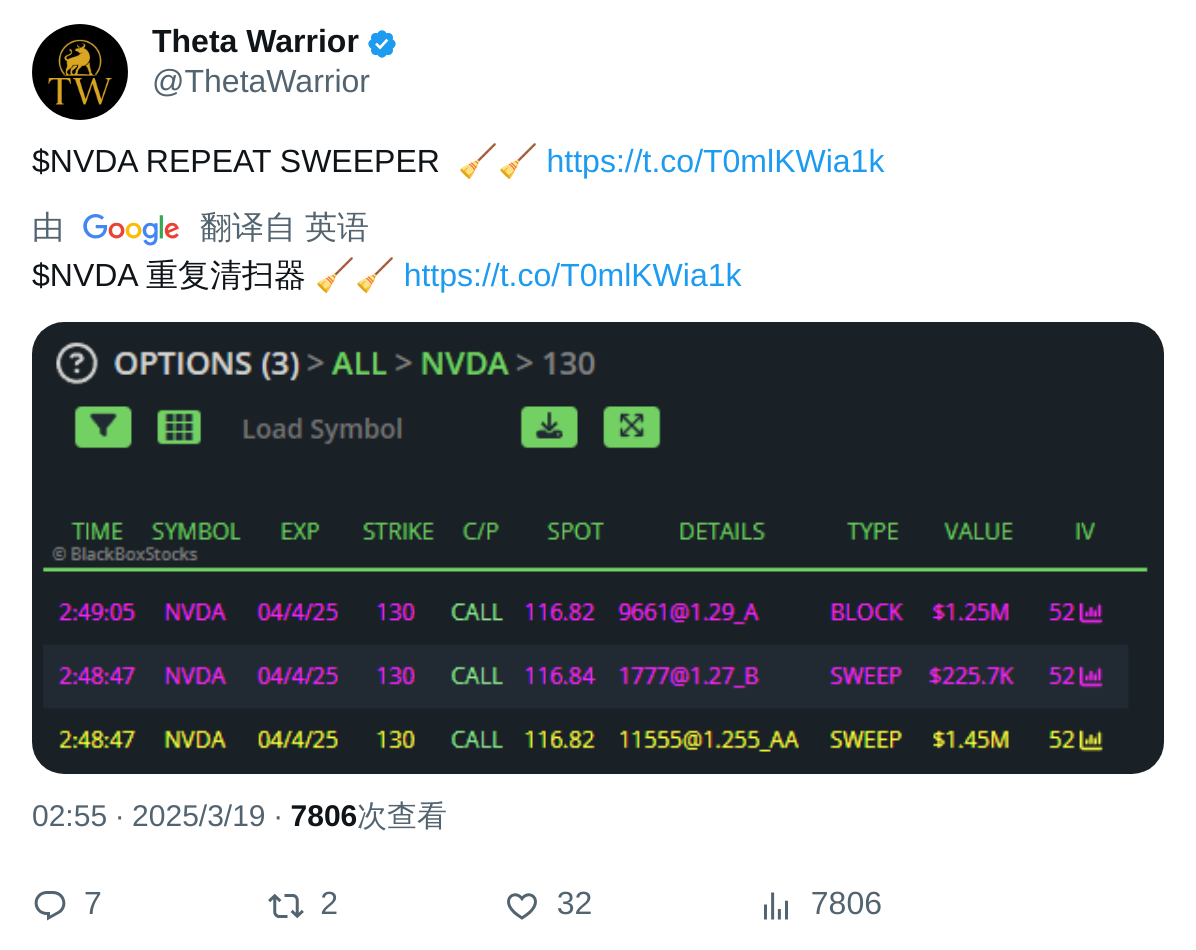 TW
Theta Warrior
@ThetaWarrior
$NVDA REPEAT SWEEPER 🧹🧹 https://t.co/T0mlKWia1k
由 Google 翻译自 英语
$NVDA 重复清扫器 🧹🧹 https://t.co/T0mlKWia1k
? OPTIONS (3) > ALL > NVDA > 130
Load Symbol
TIME SYMBOL EXP STRIKE C/P SPOT DETAILS TYPE VALUE IV
© BlackBoxStocks
2:49:05 NVDA 04/4/25 130 CALL 116.82 9661@1.29_A BLOCK $1.25M 52
2:48:47 NVDA 04/4/25 130 CALL 116.84 1777@1.27_B SWEEP $225.7K 52
2:48:47 NVDA 04/4/25 130 CALL 116.82 11555@1.255_AA SWEEP $1.45M 52
02:55 · 2025/3/19 · 7806次查看
7 2 32 7806